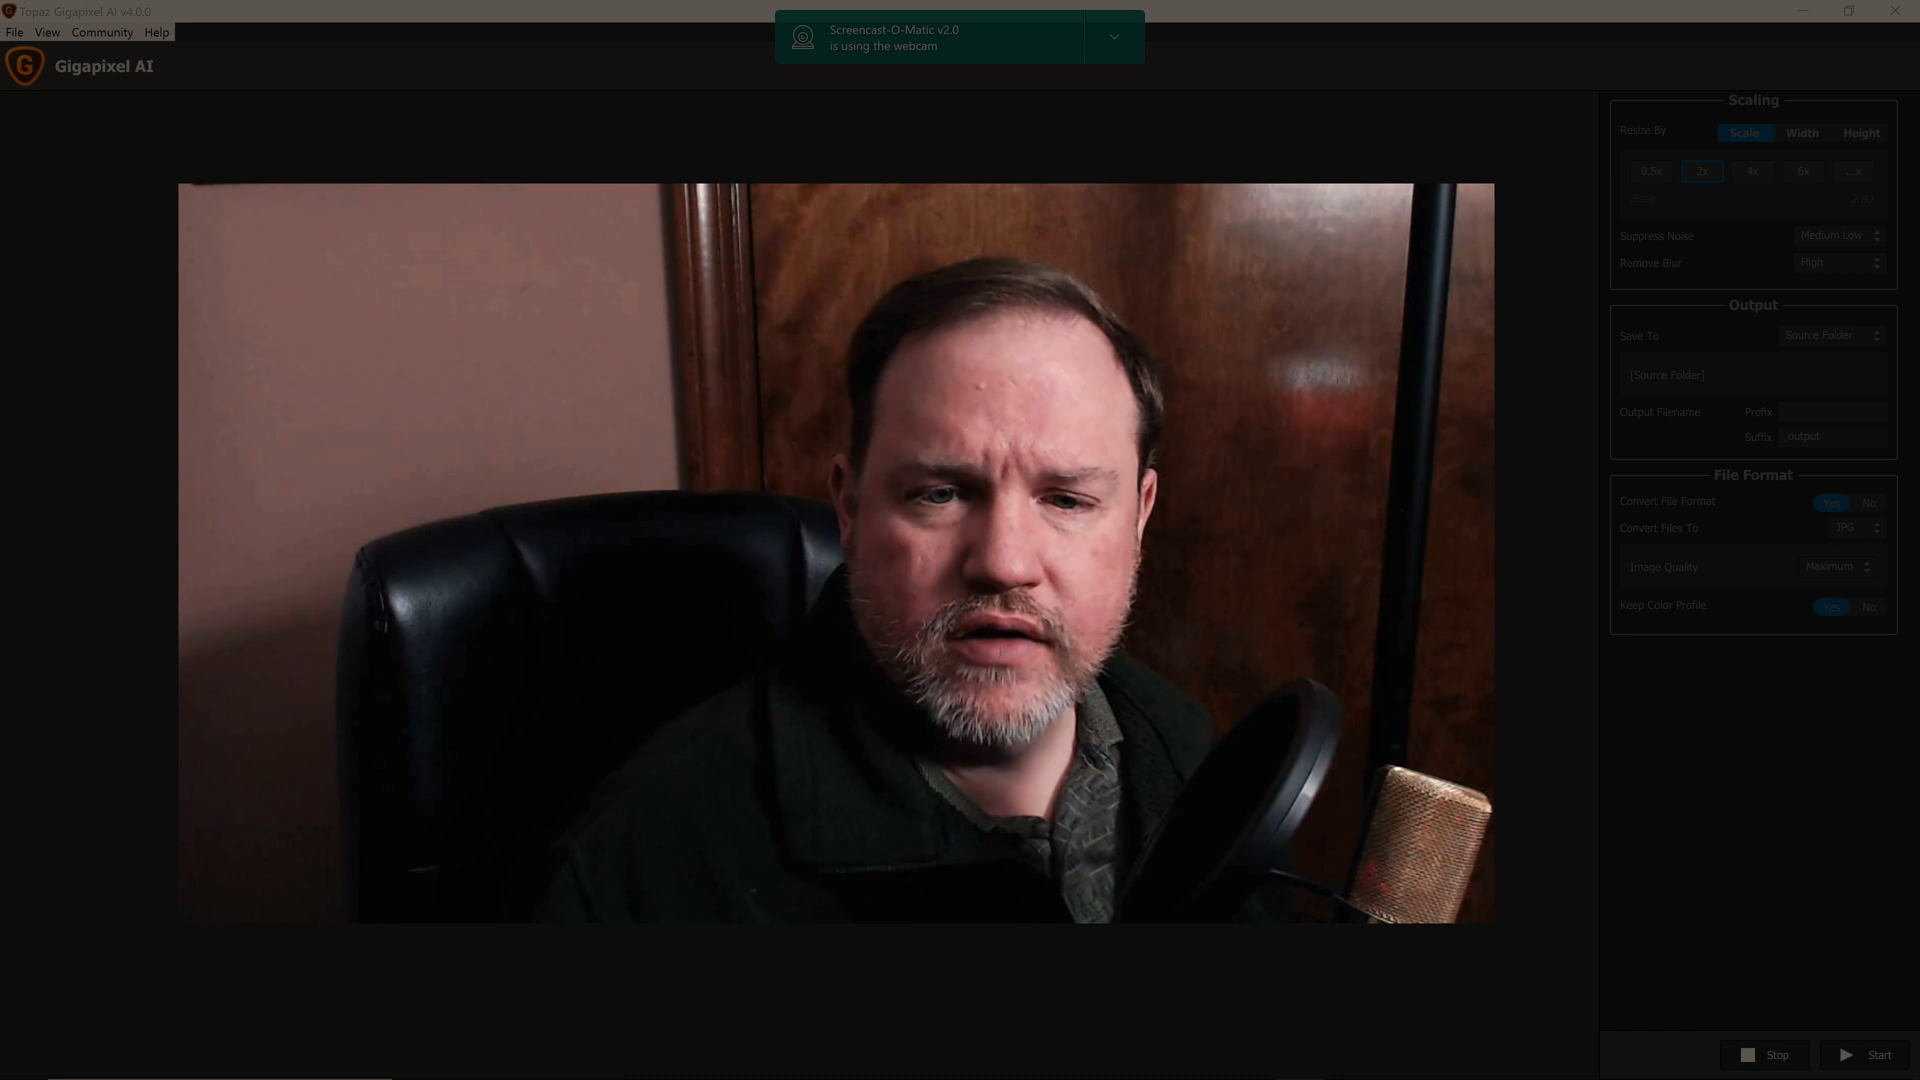 Topaz Gigapixel AI v4.0.0
File View Community Help
Screencast-O-Matic v2.0
is using the webcam
Gigapixel AI
Scaling
Resize By Scale Width Height
0.5x 2x 4x 6x ...x
Scale 2.00
Suppress Noise Medium Low
Remove Blur High
Output
Save To Source Folder
[Source Folder]
Output Filename Prefix
Suffix output
File Format
Convert File Format Yes No
Convert Files To JPG
Image Quality Maximum
Keep Color Profile Yes No
Stop Start